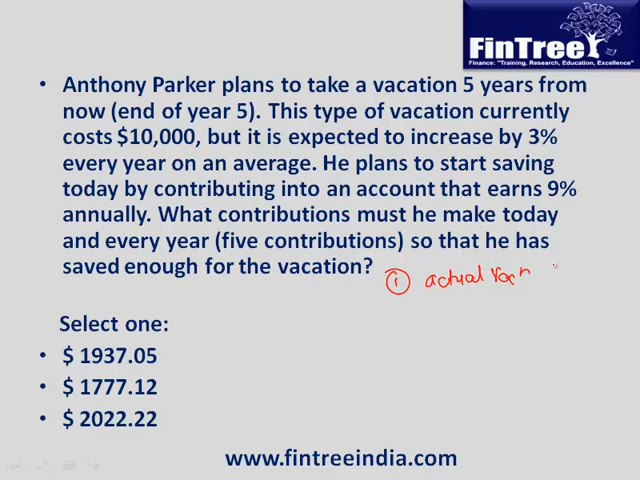 FinTree
Finance: "Training, Research, Education, Excellence"
• Anthony Parker plans to take a vacation 5 years from
now (end of year 5). This type of vacation currently
costs $10,000, but it is expected to increase by 3%
every year on an average. He plans to start saving
today by contributing into an account that earns 9%
annually. What contributions must he make today
and every year (five contributions) so that he has
saved enough for the vacation?
① actual
Select one:
• $ 1937.05
• $ 1777.12
• $ 2022.22
www.fintreeindia.com